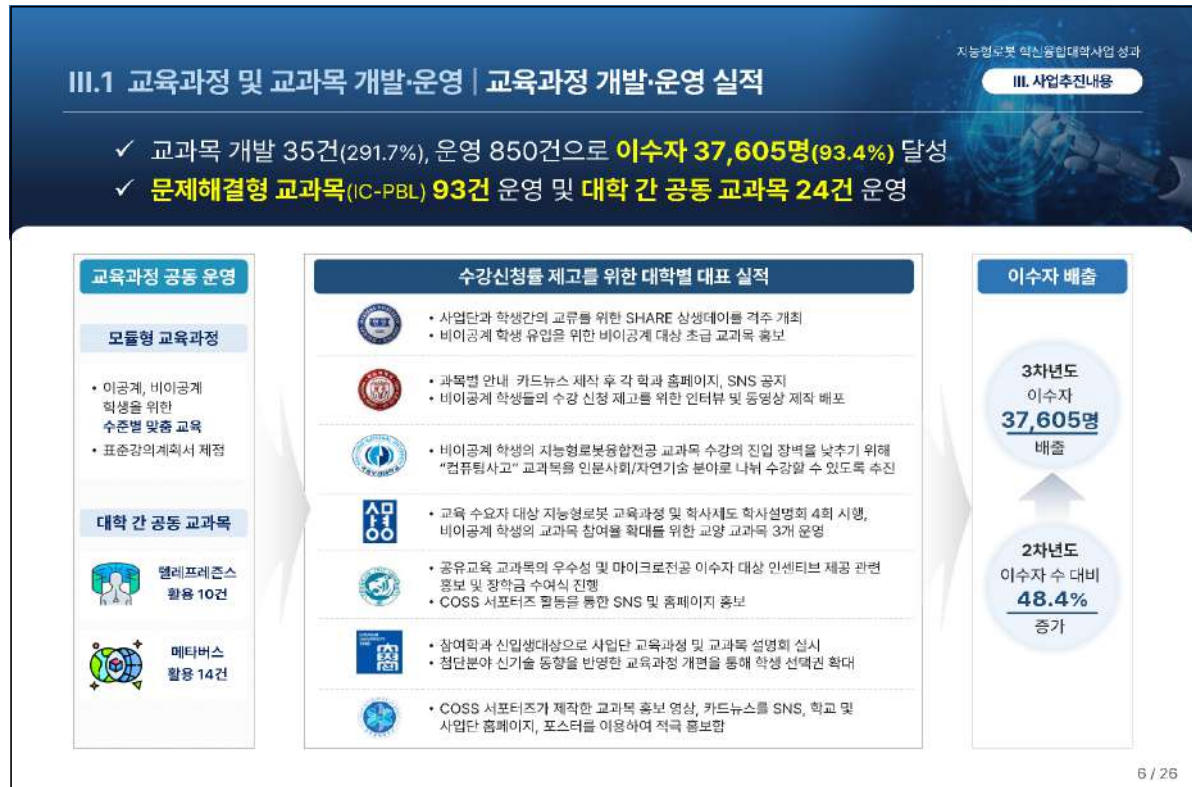 지능형로봇 혁신융합대학사업 성과
III.1 교육과정 및 교과목 개발·운영 | 교육과정 개발·운영 실적
III. 사업추진내용
✓ 교과목 개발 35건(291.7%), 운영 850건으로 이수자 37,605명(93.4%) 달성
✓ 문제해결형 교과목(IC-PBL) 93건 운영 및 대학 간 공동 교과목 24건 운영
교육과정 공동 운영
모듈형 교육과정
• 이공계, 비이공계
학생을 위한
수준별 맞춤 교육
• 표준강의계획서 제정
대학 간 공동 교과목
텔레프레즌스
활용 10건
메타버스
활용 14건
수강신청률 제고를 위한 대학별 대표 실적
• 사업단과 학생간의 교류를 위한 SHARE 상생데이를 격주 개최
• 비이공계 학생 유입을 위한 비이공계 대상 초급 교과목 홍보
• 과목별 안내 카드뉴스 제작 후 각 학과 홈페이지, SNS 공지
• 비이공계 학생들의 수강 신청 제고를 위한 인터뷰 및 동영상 제작 배포
• 비이공계 학생의 지능형로봇융합전공 교과목 수강의 진입 장벽을 낮추기 위해
“컴퓨팅사고” 교과목을 인문사회/자연기술 분야로 나눠 수강할 수 있도록 추진
상명
• 교육 수요자 대상 지능형로봇 교육과정 및 학사제도 학사설명회 4회 시행,
비이공계 학생의 교과목 참여율 확대를 위한 교양 교과목 3개 운영
• 공유교육 교과목의 우수성 및 마이크로전공 이수자 대상 인센티브 제공 관련
홍보 및 장학금 수여식 진행
• COSS 서포터즈 활동을 통한 SNS 및 홈페이지 홍보
• 참여학과 신입생대상으로 사업단 교육과정 및 교과목 설명회 실시
• 첨단분야 신기술 동향을 반영한 교육과정 개편을 통해 학생 선택권 확대
• COSS 서포터즈가 제작한 교과목 홍보 영상, 카드뉴스를 SNS, 학교 및
사업단 홈페이지, 포스터를 이용하여 적극 홍보함
이수자 배출
3차년도
이수자
37,605명
배출
2차년도
이수자 수 대비
48.4%
증가
6 / 26